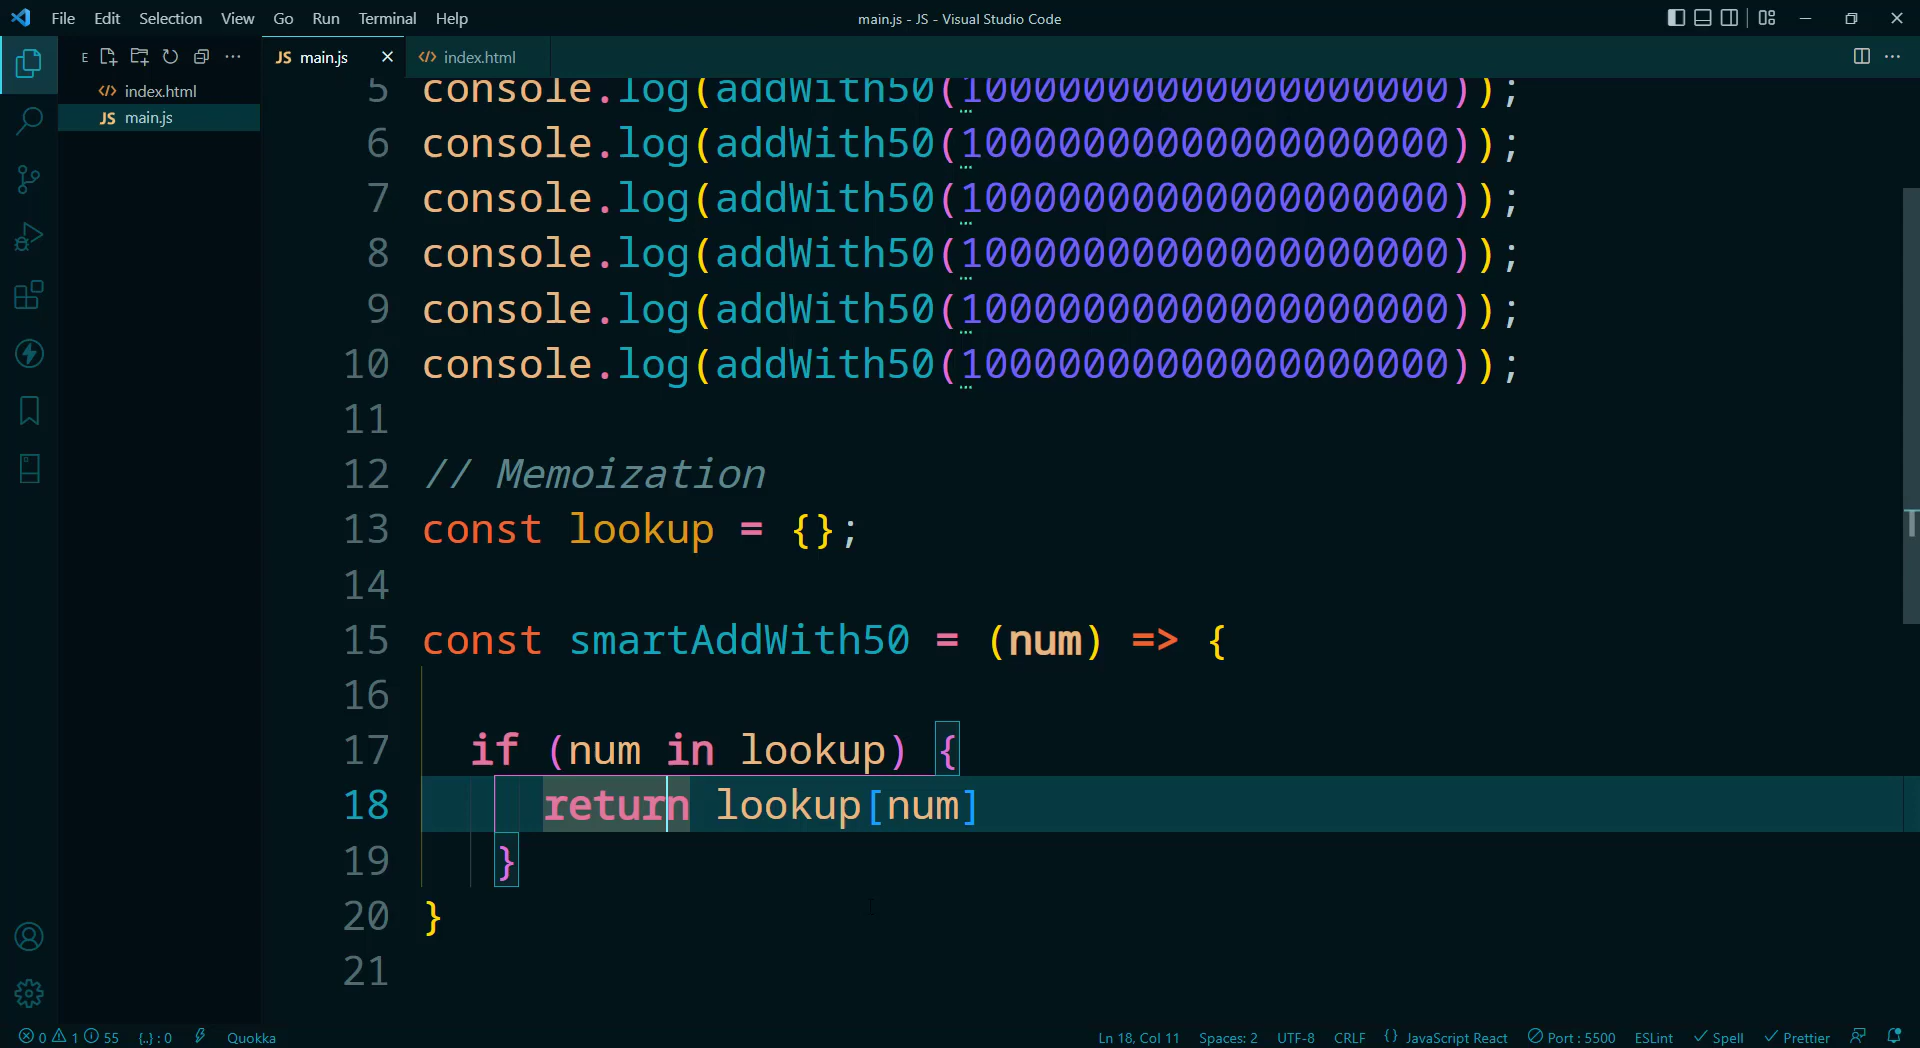 File Edit Selection View Go Run Terminal Help
main.js - JS - Visual Studio Code
E
JS main.js
index.html
index.html
JS main.js
5 console.log(addWith50(10000000000000000000));
6 console.log(addWith50(10000000000000000000));
7 console.log(addWith50(10000000000000000000));
8 console.log(addWith50(10000000000000000000));
9 console.log(addWith50(10000000000000000000));
10 console.log(addWith50(10000000000000000000));
11
12 // Memoization
13 const lookup = {};
14
15 const smartAddWith50 = (num) => {
16
17 if (num in lookup) {
18 return lookup[num]
19 }
20 }
21
0 1 55 {..} : 0 Quokka Ln 18, Col 11 Spaces: 2 UTF-8 CRLF {} JavaScript React Port : 5500 ESLint Spell Prettier